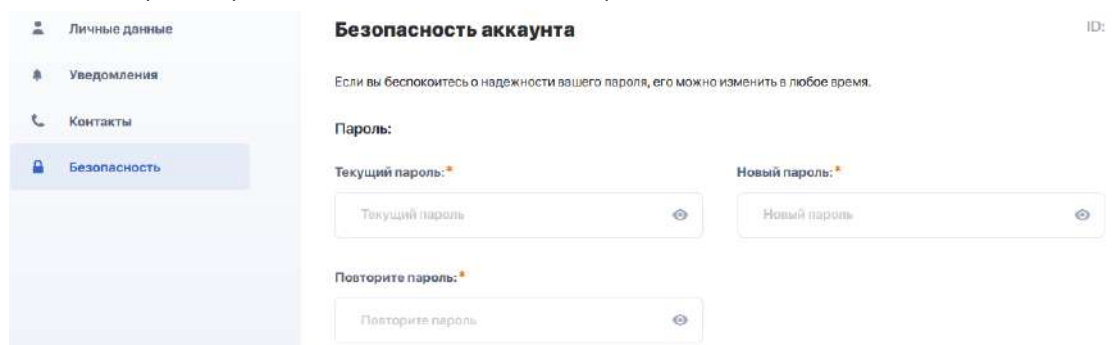 Личные данные
Безопасность аккаунта
ID:
Уведомления
Если вы беспокоитесь о надежности вашего пароля, его можно изменить в любое время.
Контакты
Пароль:
Безопасность
Текущий пароль:*
Новый пароль:*
Текущий пароль
Новый пароль
Повторите пароль:*
Повторите пароль